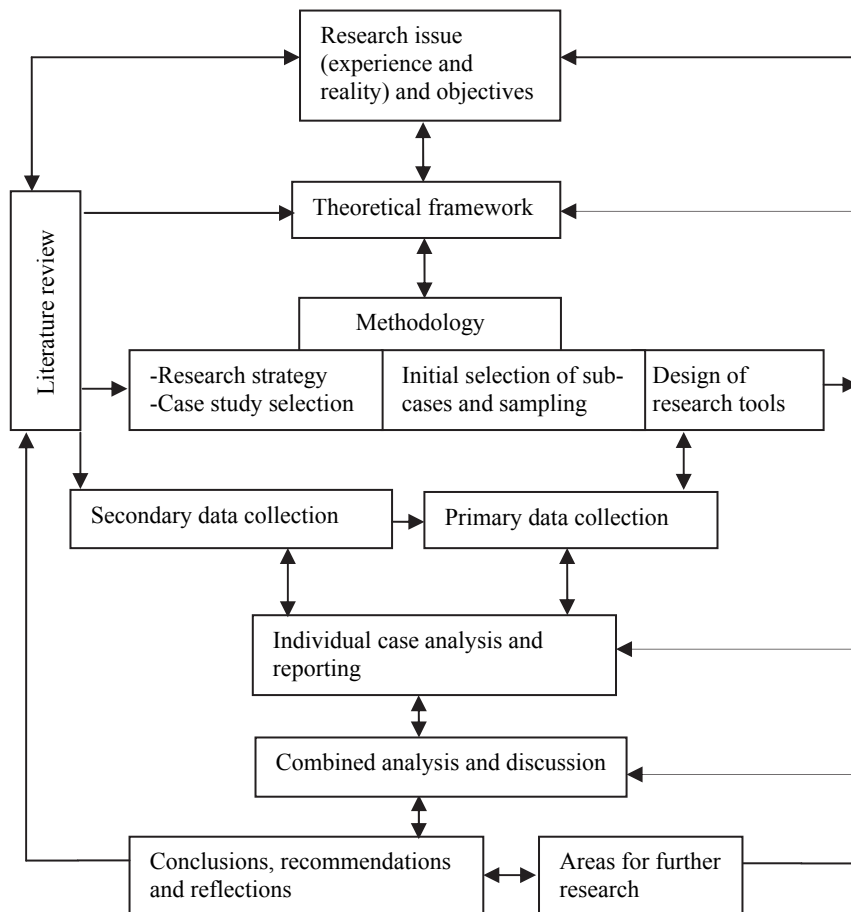 Research issue
(experience and
reality) and objectives
Theoretical framework
Literature review
Methodology
-Research strategy
-Case study selection
Initial selection of sub-
cases and sampling
Design of
research tools
Secondary data collection
Primary data collection
Individual case analysis and
reporting
Combined analysis and discussion
Conclusions, recommendations
and reflections
Areas for further
research